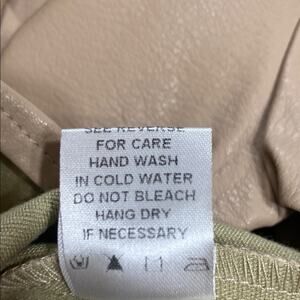 SEE REVERSE
FOR CARE
HAND WASH
IN COLD WATER
DO NOT BLEACH
HANG DRY
IF NECESSARY